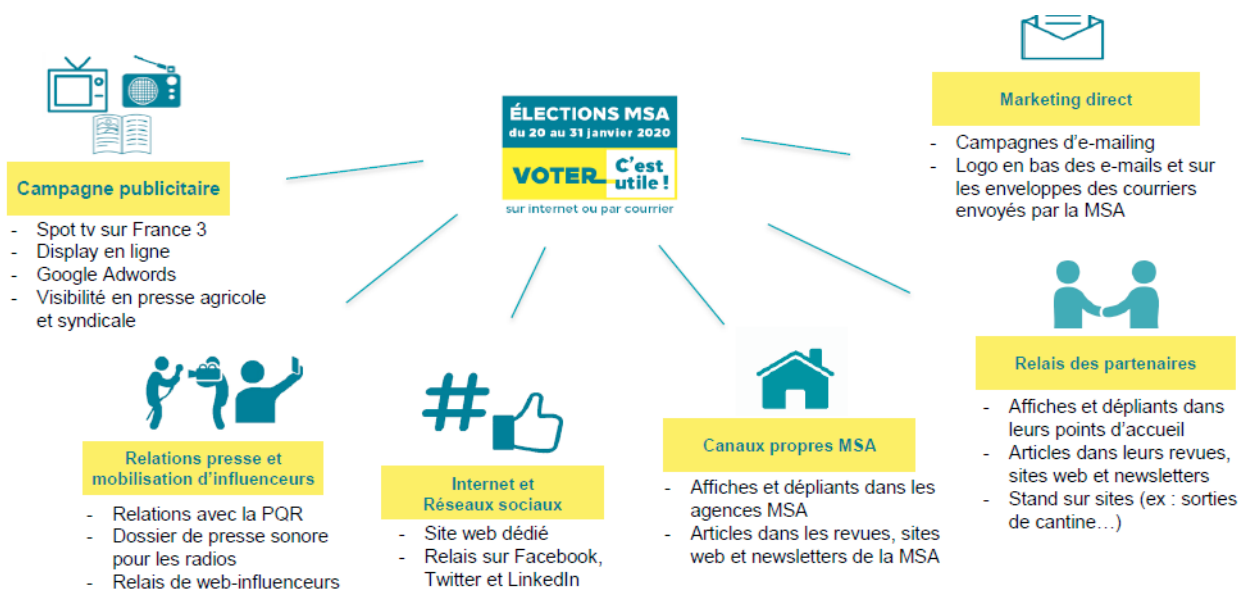 ÉLECTIONS MSA
du 20 au 31 janvier 2020
VOTER C'est
utile !
sur internet ou par courrier
Campagne publicitaire
- Spot tv sur France 3
- Display en ligne
- Google Adwords
- Visibilité en presse agricole
et syndicale
Relations presse et
mobilisation d'influenceurs
- Relations avec la PQR
- Dossier de presse sonore
pour les radios
- Relais de web-influenceurs
#
Internet et
Réseaux sociaux
- Site web dédié
- Relais sur Facebook,
Twitter et LinkedIn
Canaux propres MSA
- Affiches et dépliants dans les
agences MSA
- Articles dans les revues, sites
web et newsletters de la MSA
Relais des partenaires
- Affiches et dépliants dans
leurs points d'accueil
- Articles dans leurs revues,
sites web et newsletters
- Stand sur sites (ex : sorties
de cantine…)
Marketing direct
- Campagnes d'e-mailing
- Logo en bas des e-mails et sur
les enveloppes des courriers
envoyés par la MSA